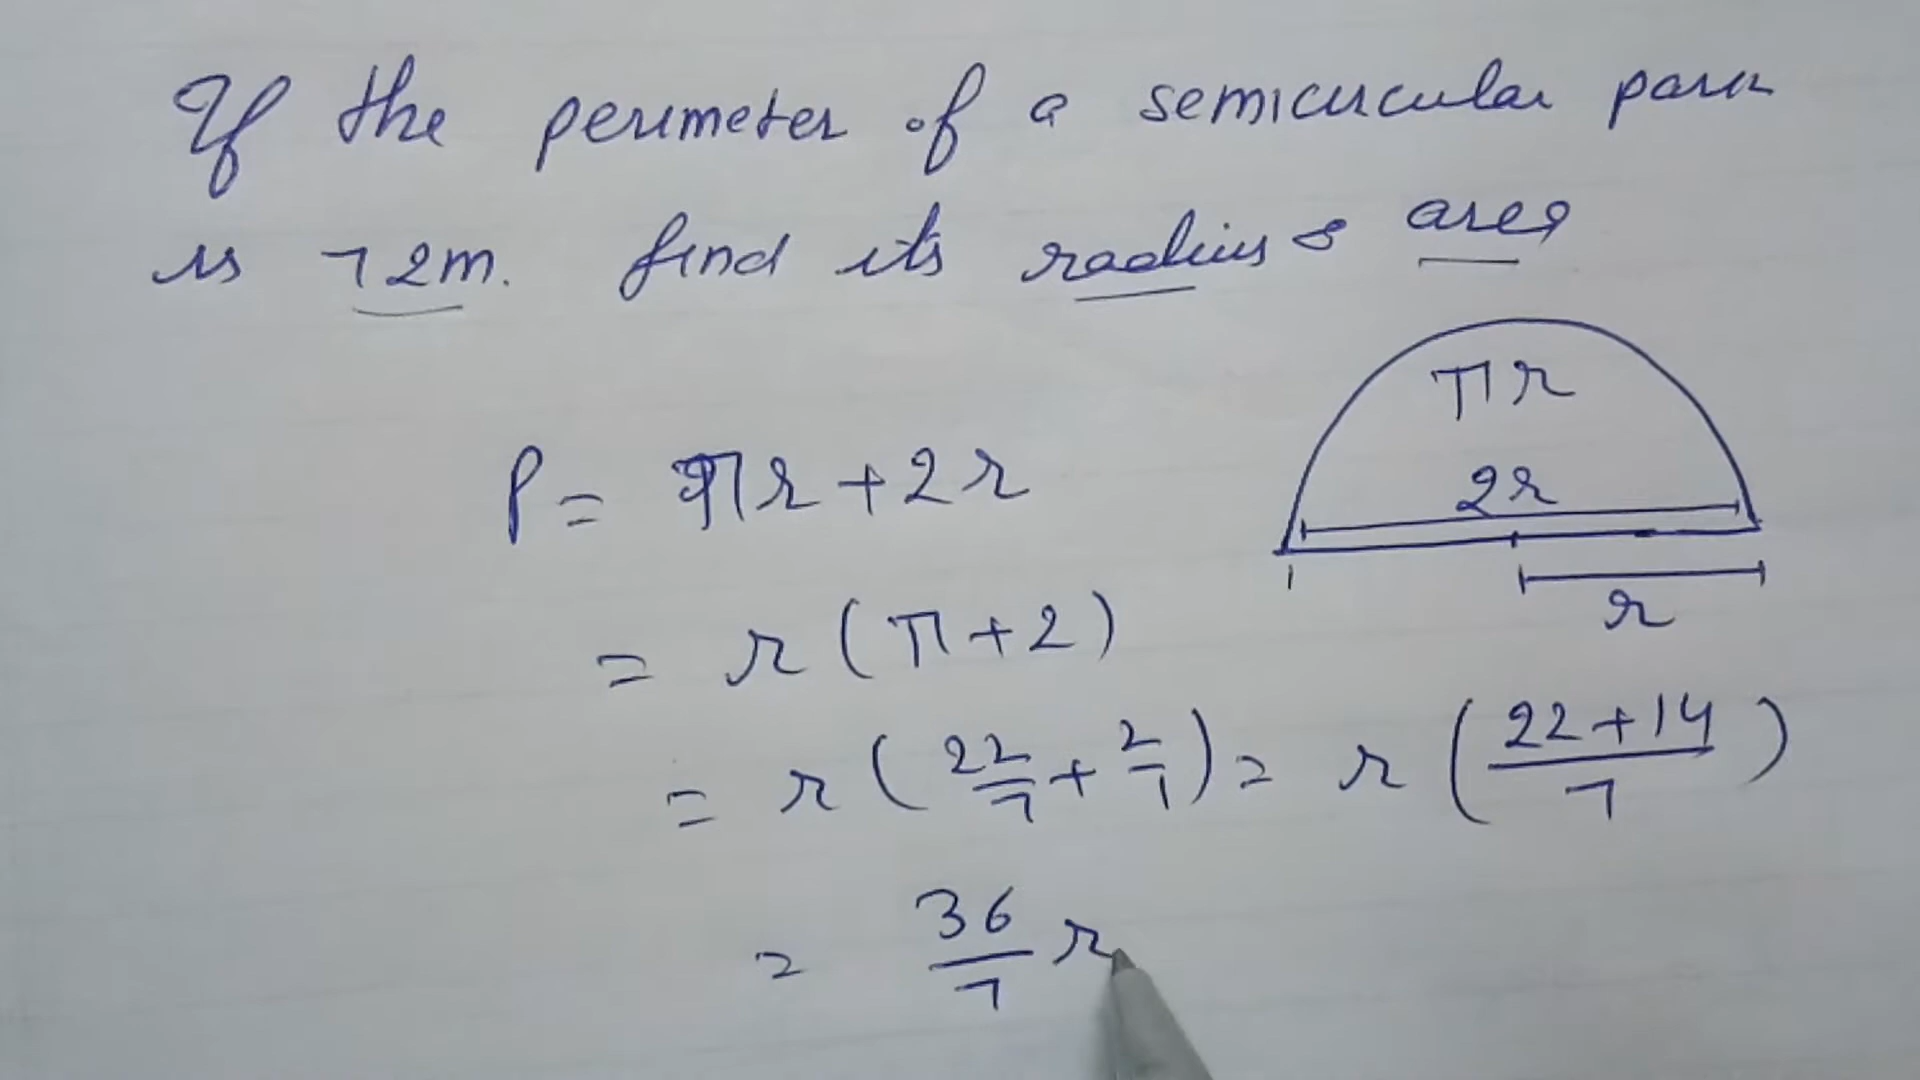 If the perimeter of a semicircular park
is 72m. find its radius & area
πr
2r
r
P = πr + 2r
= r (π + 2)
= r ( 22/7 + 2/1 ) = r ( 22+14/7 )
= 36/7 r